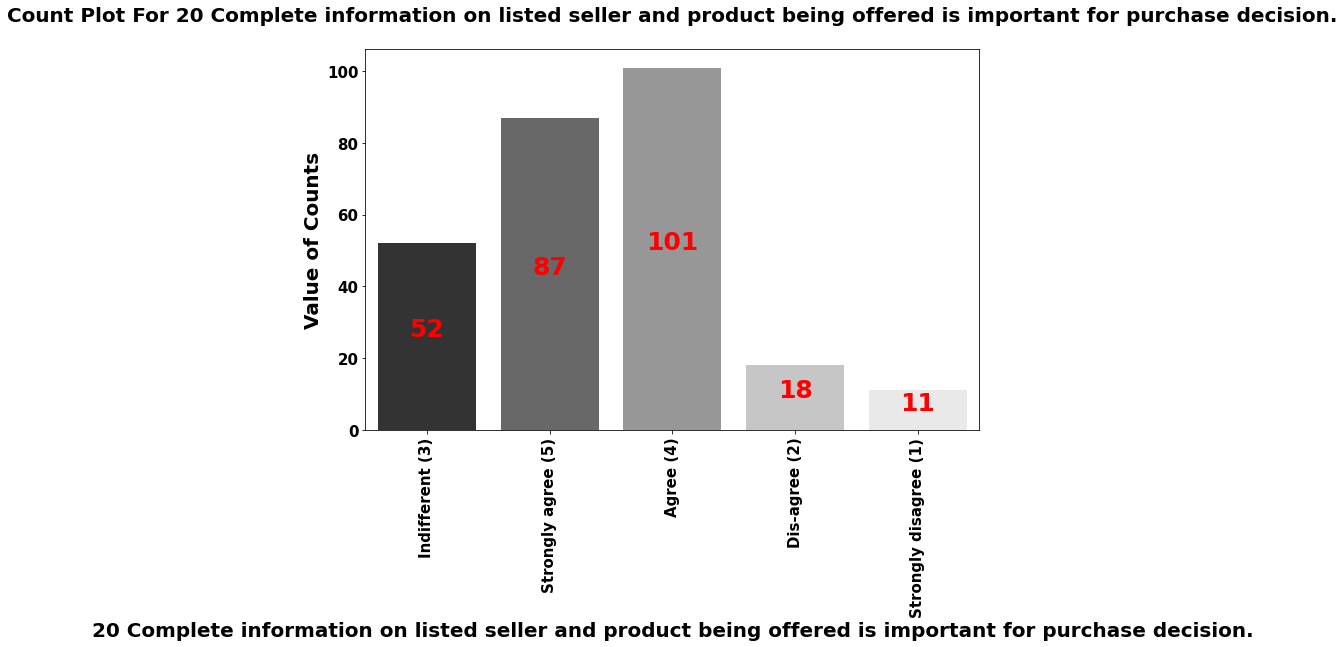 Count Plot For 20 Complete information on listed seller and product being offered is important for purchase decision.
Value of Counts
100
80
60
40
20
0
52
87
101
18
11
Indifferent (3)
Strongly agree (5)
Agree (4)
Dis-agree (2)
Strongly disagree (1)
20 Complete information on listed seller and product being offered is important for purchase decision.